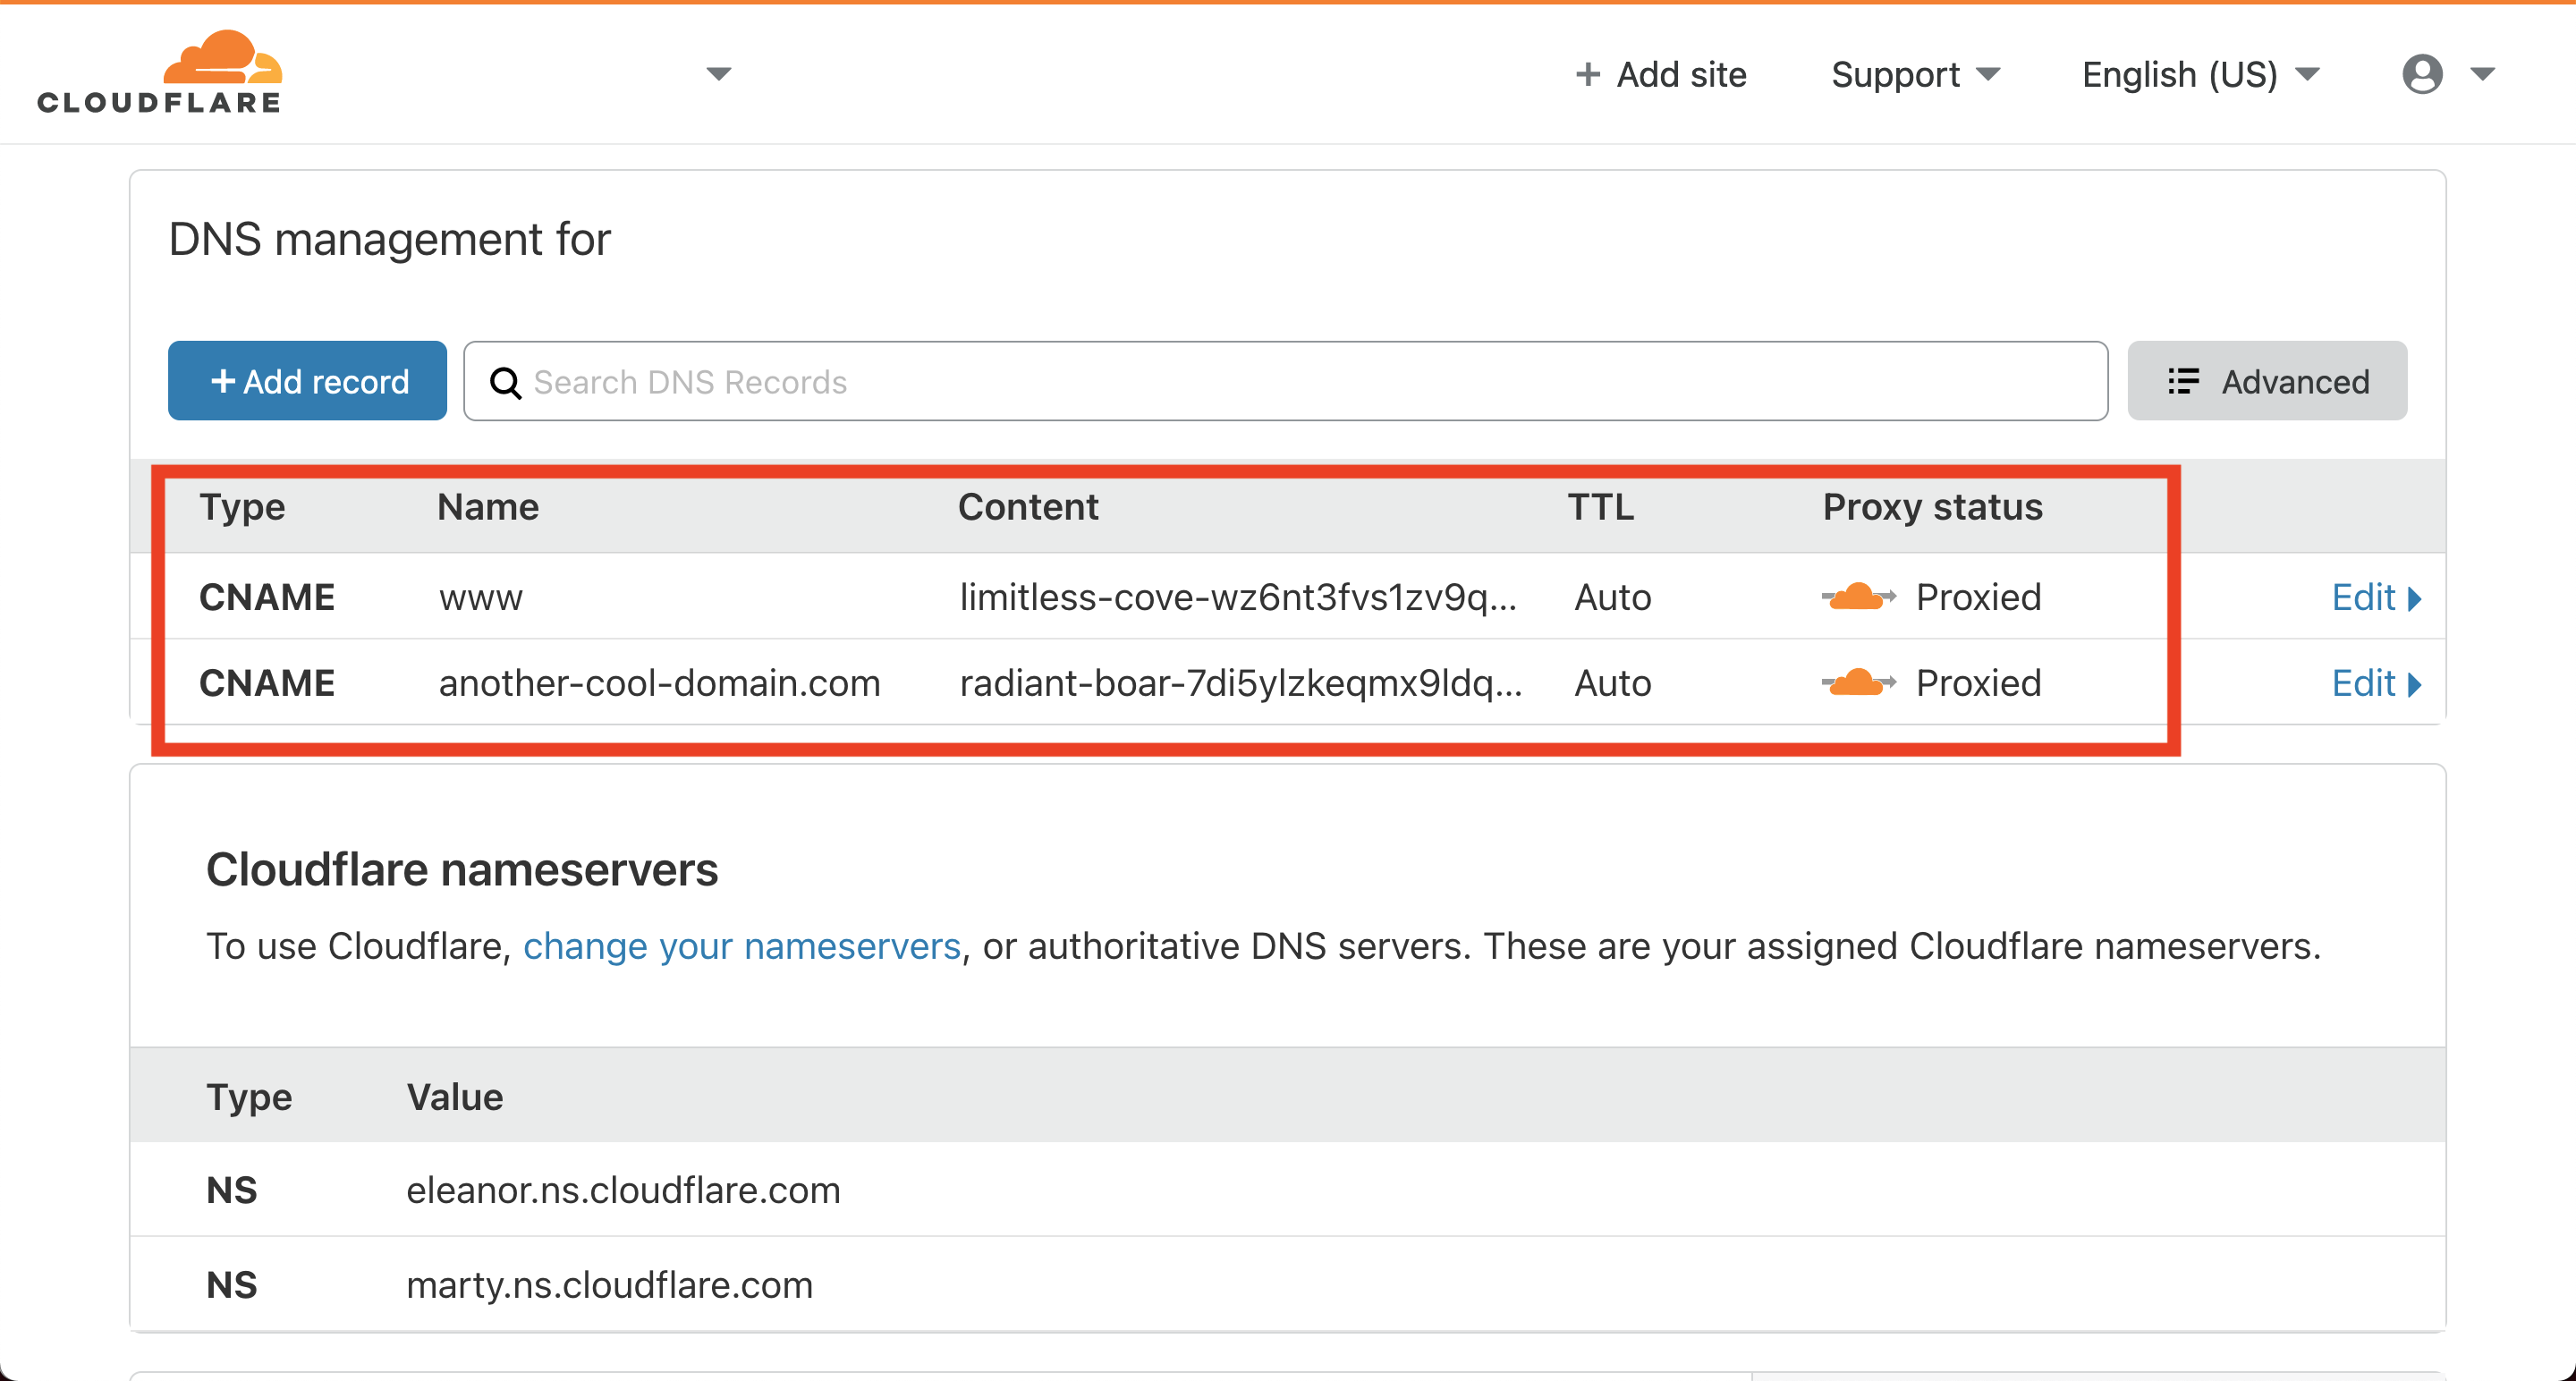 CLOUDFLARE
+ Add site Support English (US)
DNS management for
+ Add record Search DNS Records Advanced
Type Name Content TTL Proxy status
CNAME www limitless-cove-wz6nt3fvs1zv9q... Auto Proxied Edit
CNAME another-cool-domain.com radiant-boar-7di5ylzkeqmx9ldq... Auto Proxied Edit
Cloudflare nameservers
To use Cloudflare, change your nameservers, or authoritative DNS servers. These are your assigned Cloudflare nameservers.
Type Value
NS eleanor.ns.cloudflare.com
NS marty.ns.cloudflare.com